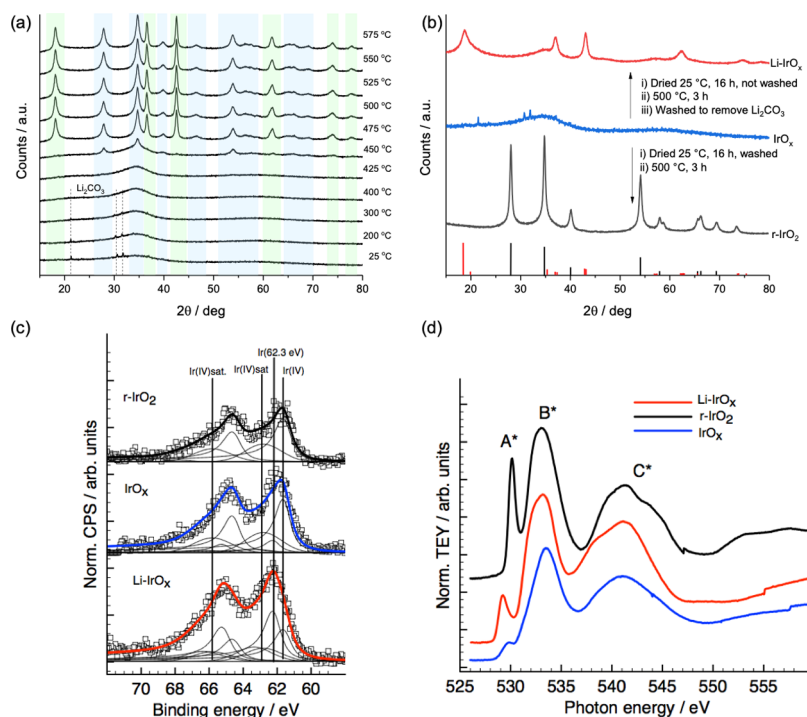 (a)
575 °C
550 °C
525 °C
500 °C
475 °C
450 °C
425 °C
400 °C
300 °C
200 °C
25 °C
Li₂CO₃
Counts / a.u.
20 30 40 50 60 70 80
2θ / deg
(b)
Li-IrOₓ
i) Dried 25 °C, 16 h, not washed
ii) 500 °C, 3 h
iii) Washed to remove Li₂CO₃
IrOₓ
i) Dried 25 °C, 16 h, washed
ii) 500 °C, 3 h
r-IrO₂
Counts / a.u.
20 30 40 50 60 70 80
2θ / deg
(c)
Ir(62.3 eV)
Ir(IV)sat. Ir(IV)sat Ir(IV)
r-IrO₂
IrOₓ
Li-IrOₓ
Norm. CPS / arb. units
72 70 68 66 64 62 60
Binding energy / eV
(d)
Li-IrOₓ
r-IrO₂
IrOₓ
A*
B*
C*
Norm. TEY / arb. units
525 530 535 540 545 550 555
Photon energy / eV